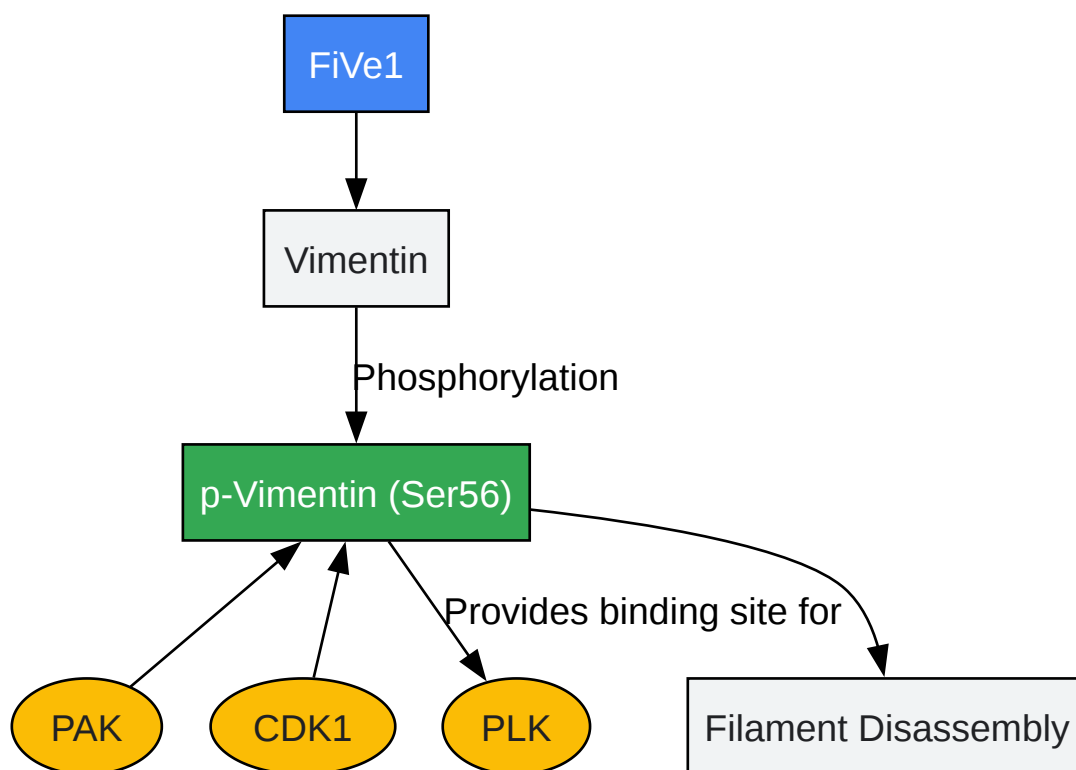 FiVe1
Vimentin
Phosphorylation
p-Vimentin (Ser56)
Provides binding site for
PAK
CDK1
PLK
Filament Disassembly